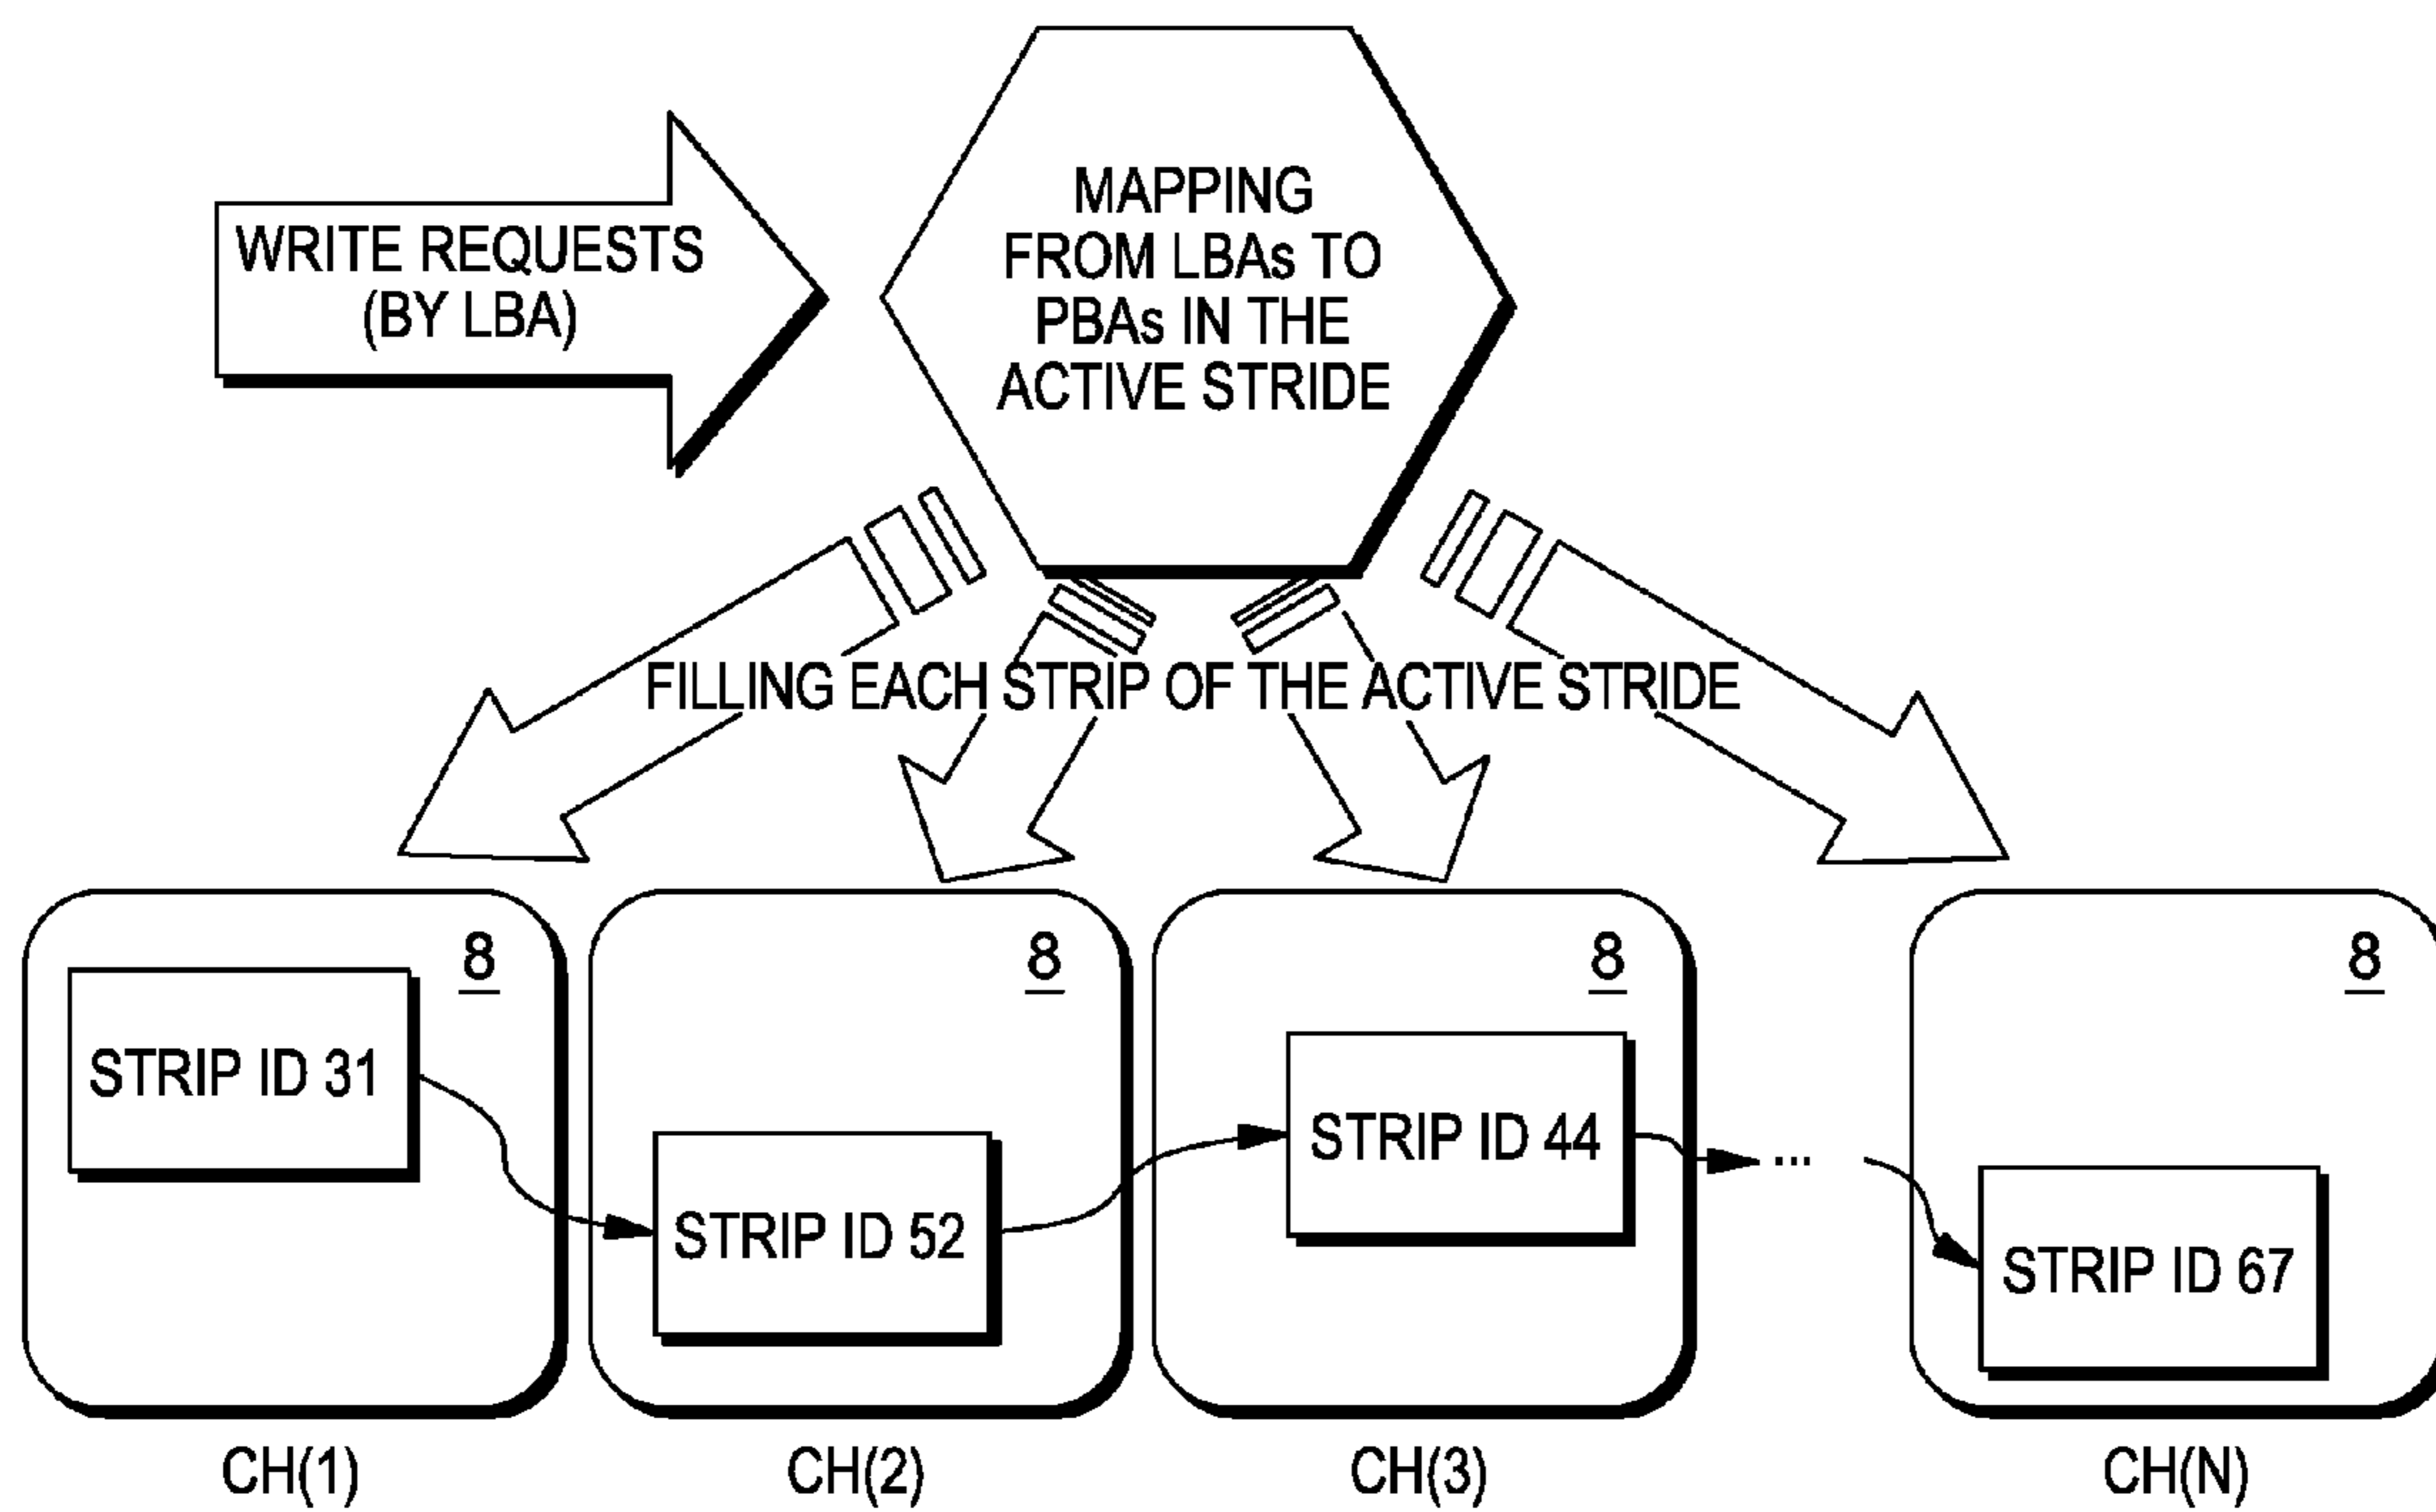 WRITE REQUESTS
(BY LBA)
MAPPING
FROM LBAs TO
PBAs IN THE
ACTIVE STRIDE
FILLING EACH STRIP OF THE ACTIVE STRIDE
8
8
8
8
STRIP ID 31
STRIP ID 52
STRIP ID 44
...
STRIP ID 67
CH(1)
CH(2)
CH(3)
CH(N)